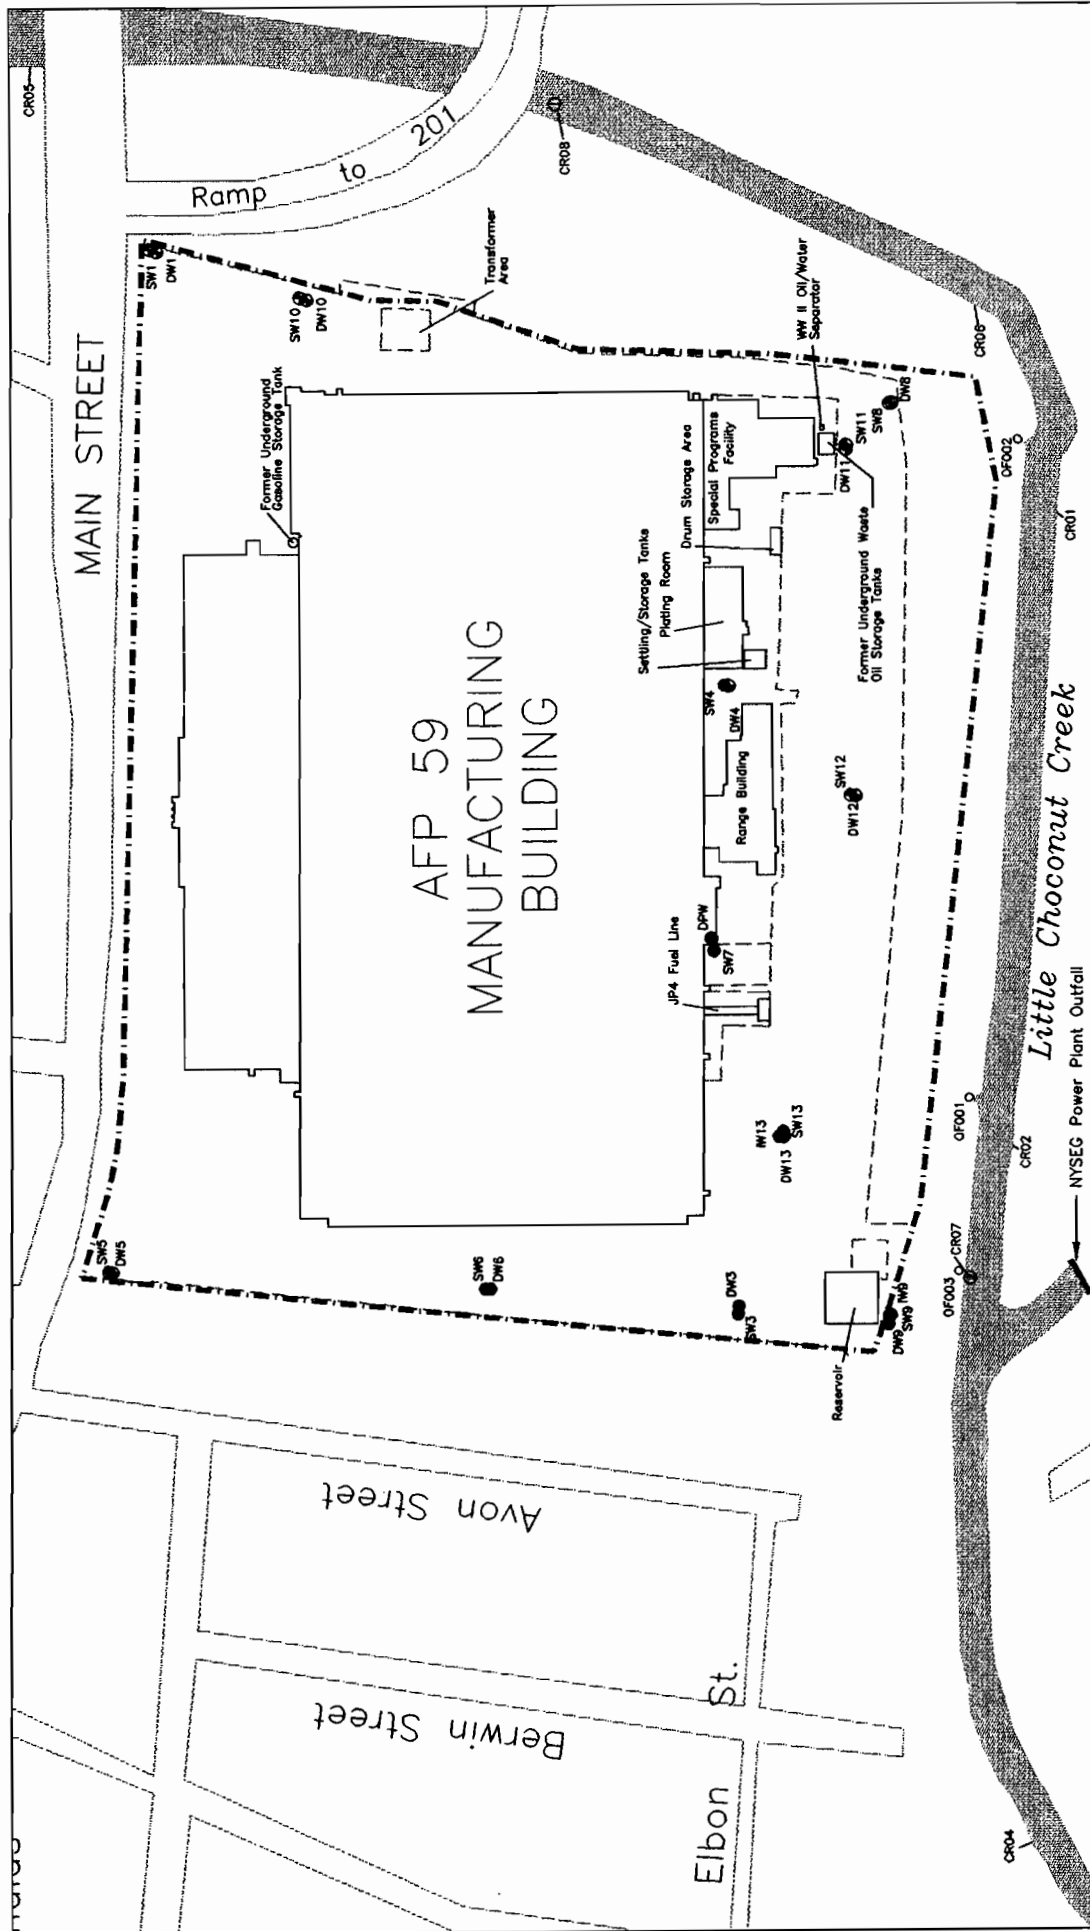 CR05
MAIN STREET
Ramp
to
201
CR08
SW1
DW1
SW10
DW10
Transformer
Area
Former Underground
Gasoline Storage Tank
AFP 59
MANUFACTURING
BUILDING
Settling/Storage Tanks
Plating Room
Drum Storage Area
Special Programs
Facility
WW II Oil/Water
Separator
SW11
DW11
SW8
DW8
CR06
OF002
CR01
Former Underground Waste
Oil Storage Tanks
SW4
DW4
Range Building
SW12
DW12
DPW
SW7
JP4 Fuel Line
IW13
SW13
DW13
SW5
DW5
SW6
DW6
SW3
DW3
Reservoir
DW9
SW9
IW9
OF003
CR07
OF001
CR02
Little Choconut Creek
NYSEG Power Plant Outfall
Avon Street
Berwin Street
Elbon
St.
CR04